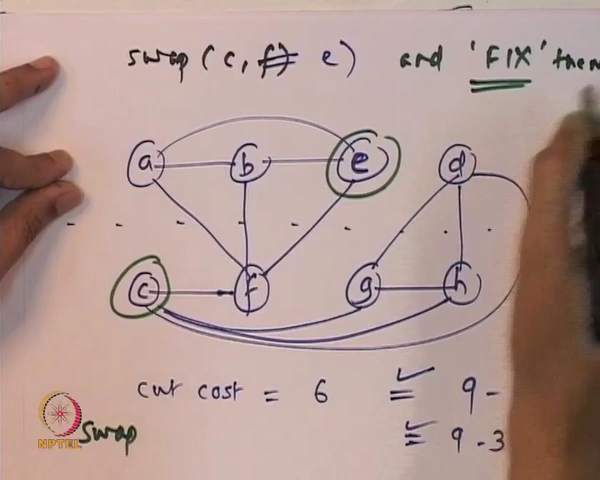 swap (c, f e) and 'FIX' them
a b e d
c f g h
cut cost = 6 9 -
swap 9 - 3
NPTEL